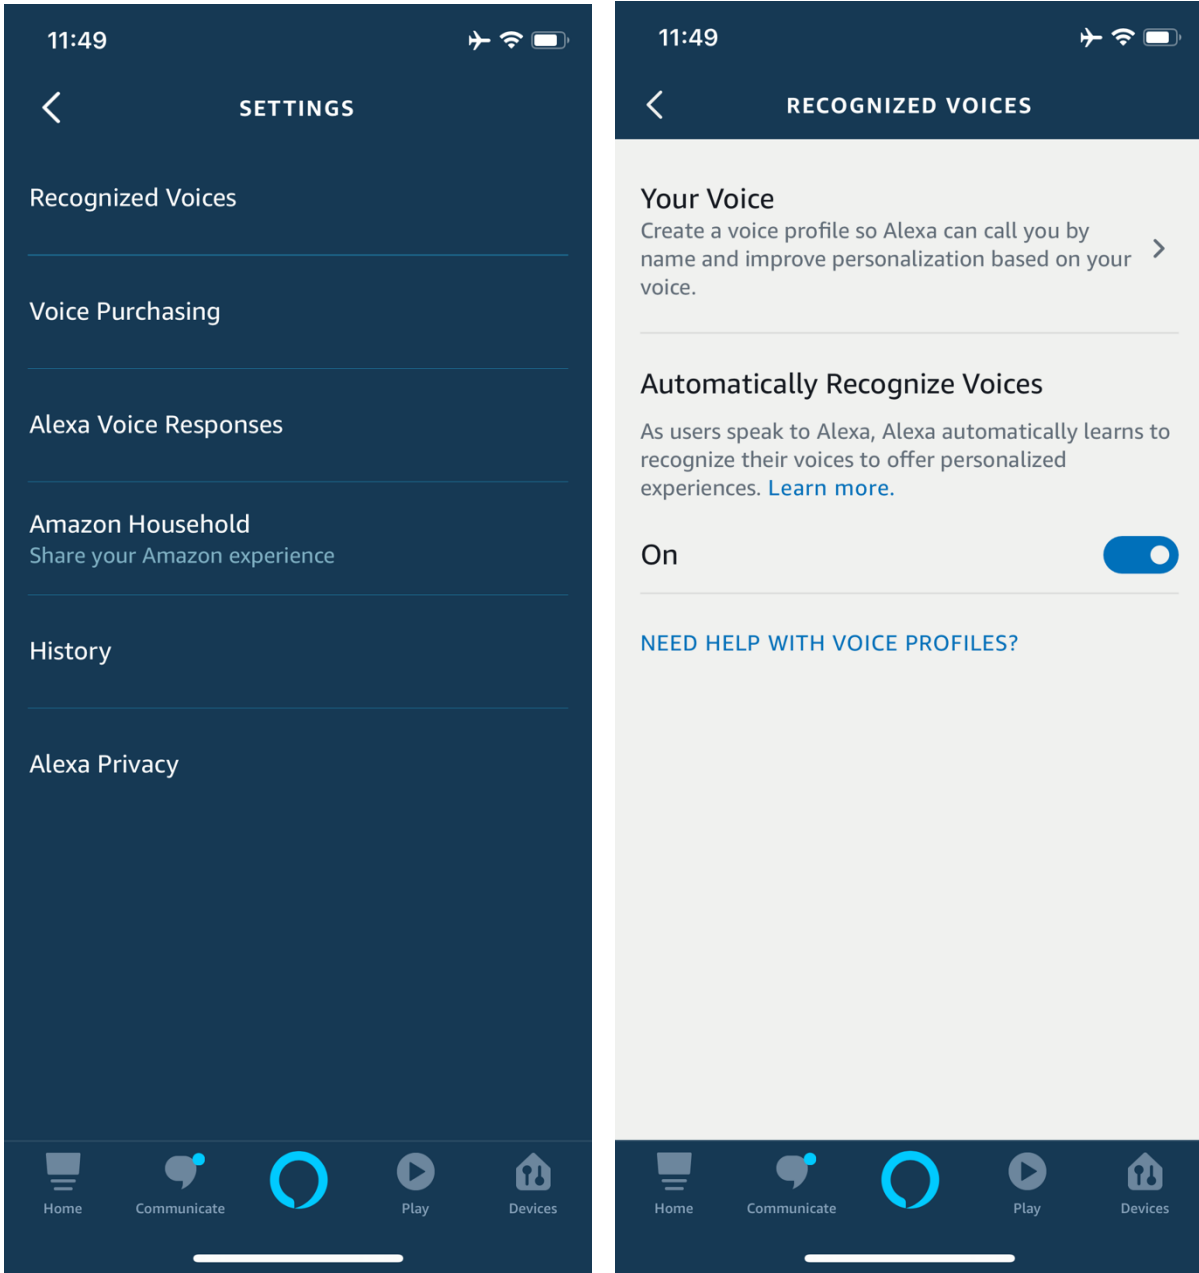 11:49
SETTINGS
Recognized Voices
Voice Purchasing
Alexa Voice Responses
Amazon Household
Share your Amazon experience
History
Alexa Privacy
Home
Communicate
Play
Devices
11:49
RECOGNIZED VOICES
Your Voice
Create a voice profile so Alexa can call you by
name and improve personalization based on your
voice.
Automatically Recognize Voices
As users speak to Alexa, Alexa automatically learns to
recognize their voices to offer personalized
experiences. Learn more.
On
NEED HELP WITH VOICE PROFILES?
Home
Communicate
Play
Devices